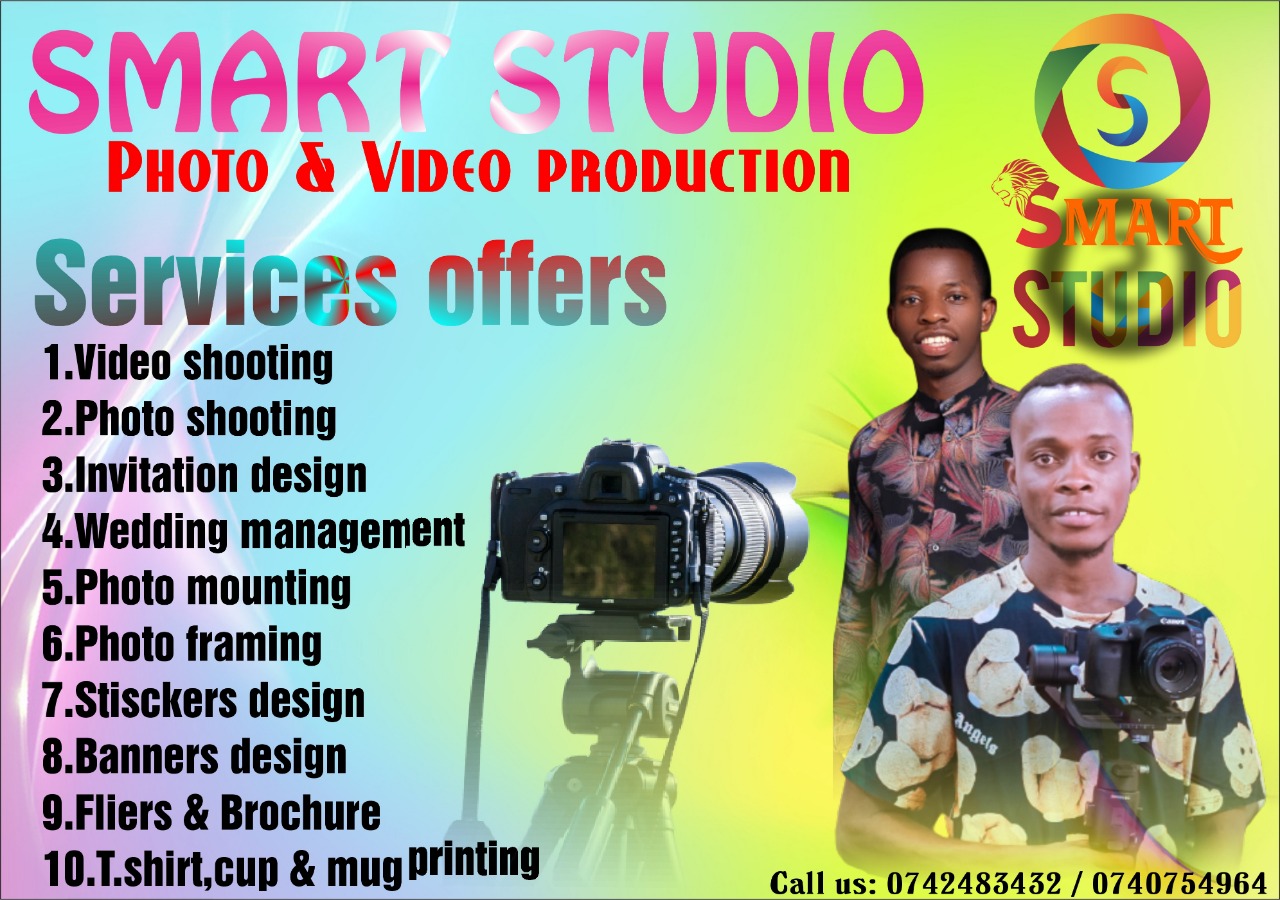 SMART STUDIO
PHOTO & VIDEO PRODUCTION
S
SMART
STUDIO
Services offers
1.Video shooting
2.Photo shooting
3.Invitation design
4.Wedding management
5.Photo mounting
6.Photo framing
7.Stisckers design
8.Banners design
9.Fliers & Brochure
10.T.shirt,cup & mug printing
Canon
Angels
Call us: 0742483432 / 0740754964